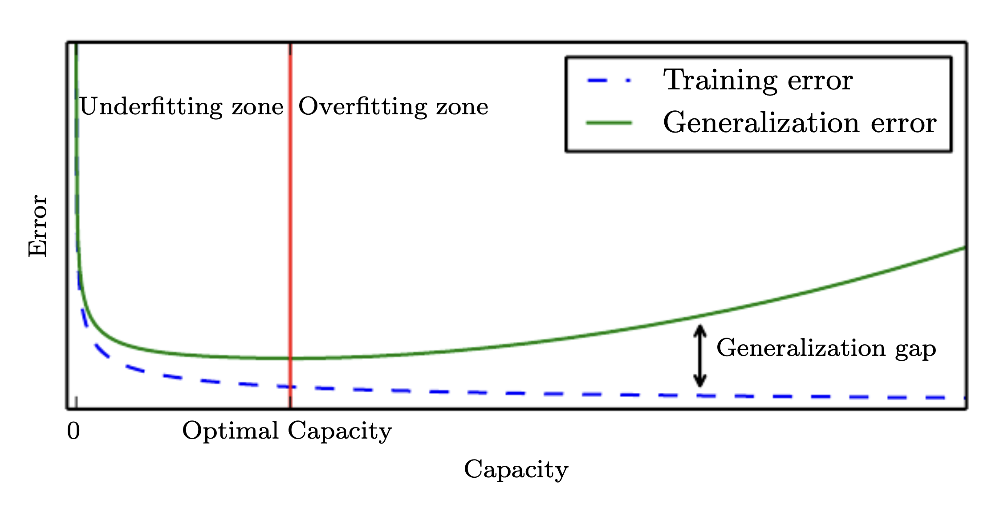 Training error
Underfitting zone
Overfitting zone
Generalization error
Error
Generalization gap
0
Optimal Capacity
Capacity